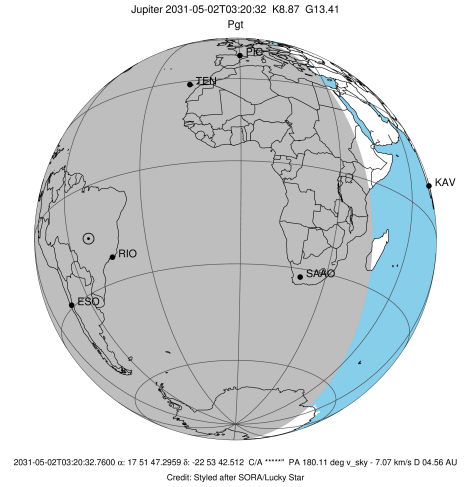 Jupiter 2031-05-02T03:20:32 K8.87 G13.41
Pgt
PIC
TEN
KAV
RIO
SAAO
ESO
2031-05-02T03:20:32.7600 α: 17 51 47.2959 δ: -22 53 42.512 C/A *****" PA 180.11 deg v_sky - 7.07 km/s D 04.56 AU
Credit: Styled after SORA/Lucky Star